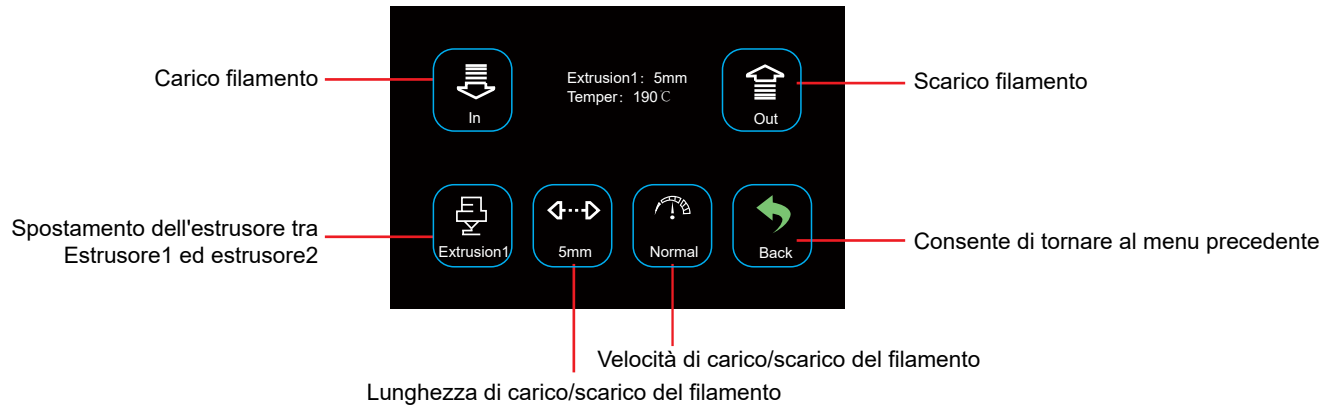 Carico filamento
Extrusion1: 5mm
Temper: 190℃
Scarico filamento
In
Out
Spostamento dell'estrusore tra
Estrusore1 ed estrusore2
Extrusion1
5mm
Normal
Back
Consente di tornare al menu precedente
Velocità di carico/scarico del filamento
Lunghezza di carico/scarico del filamento